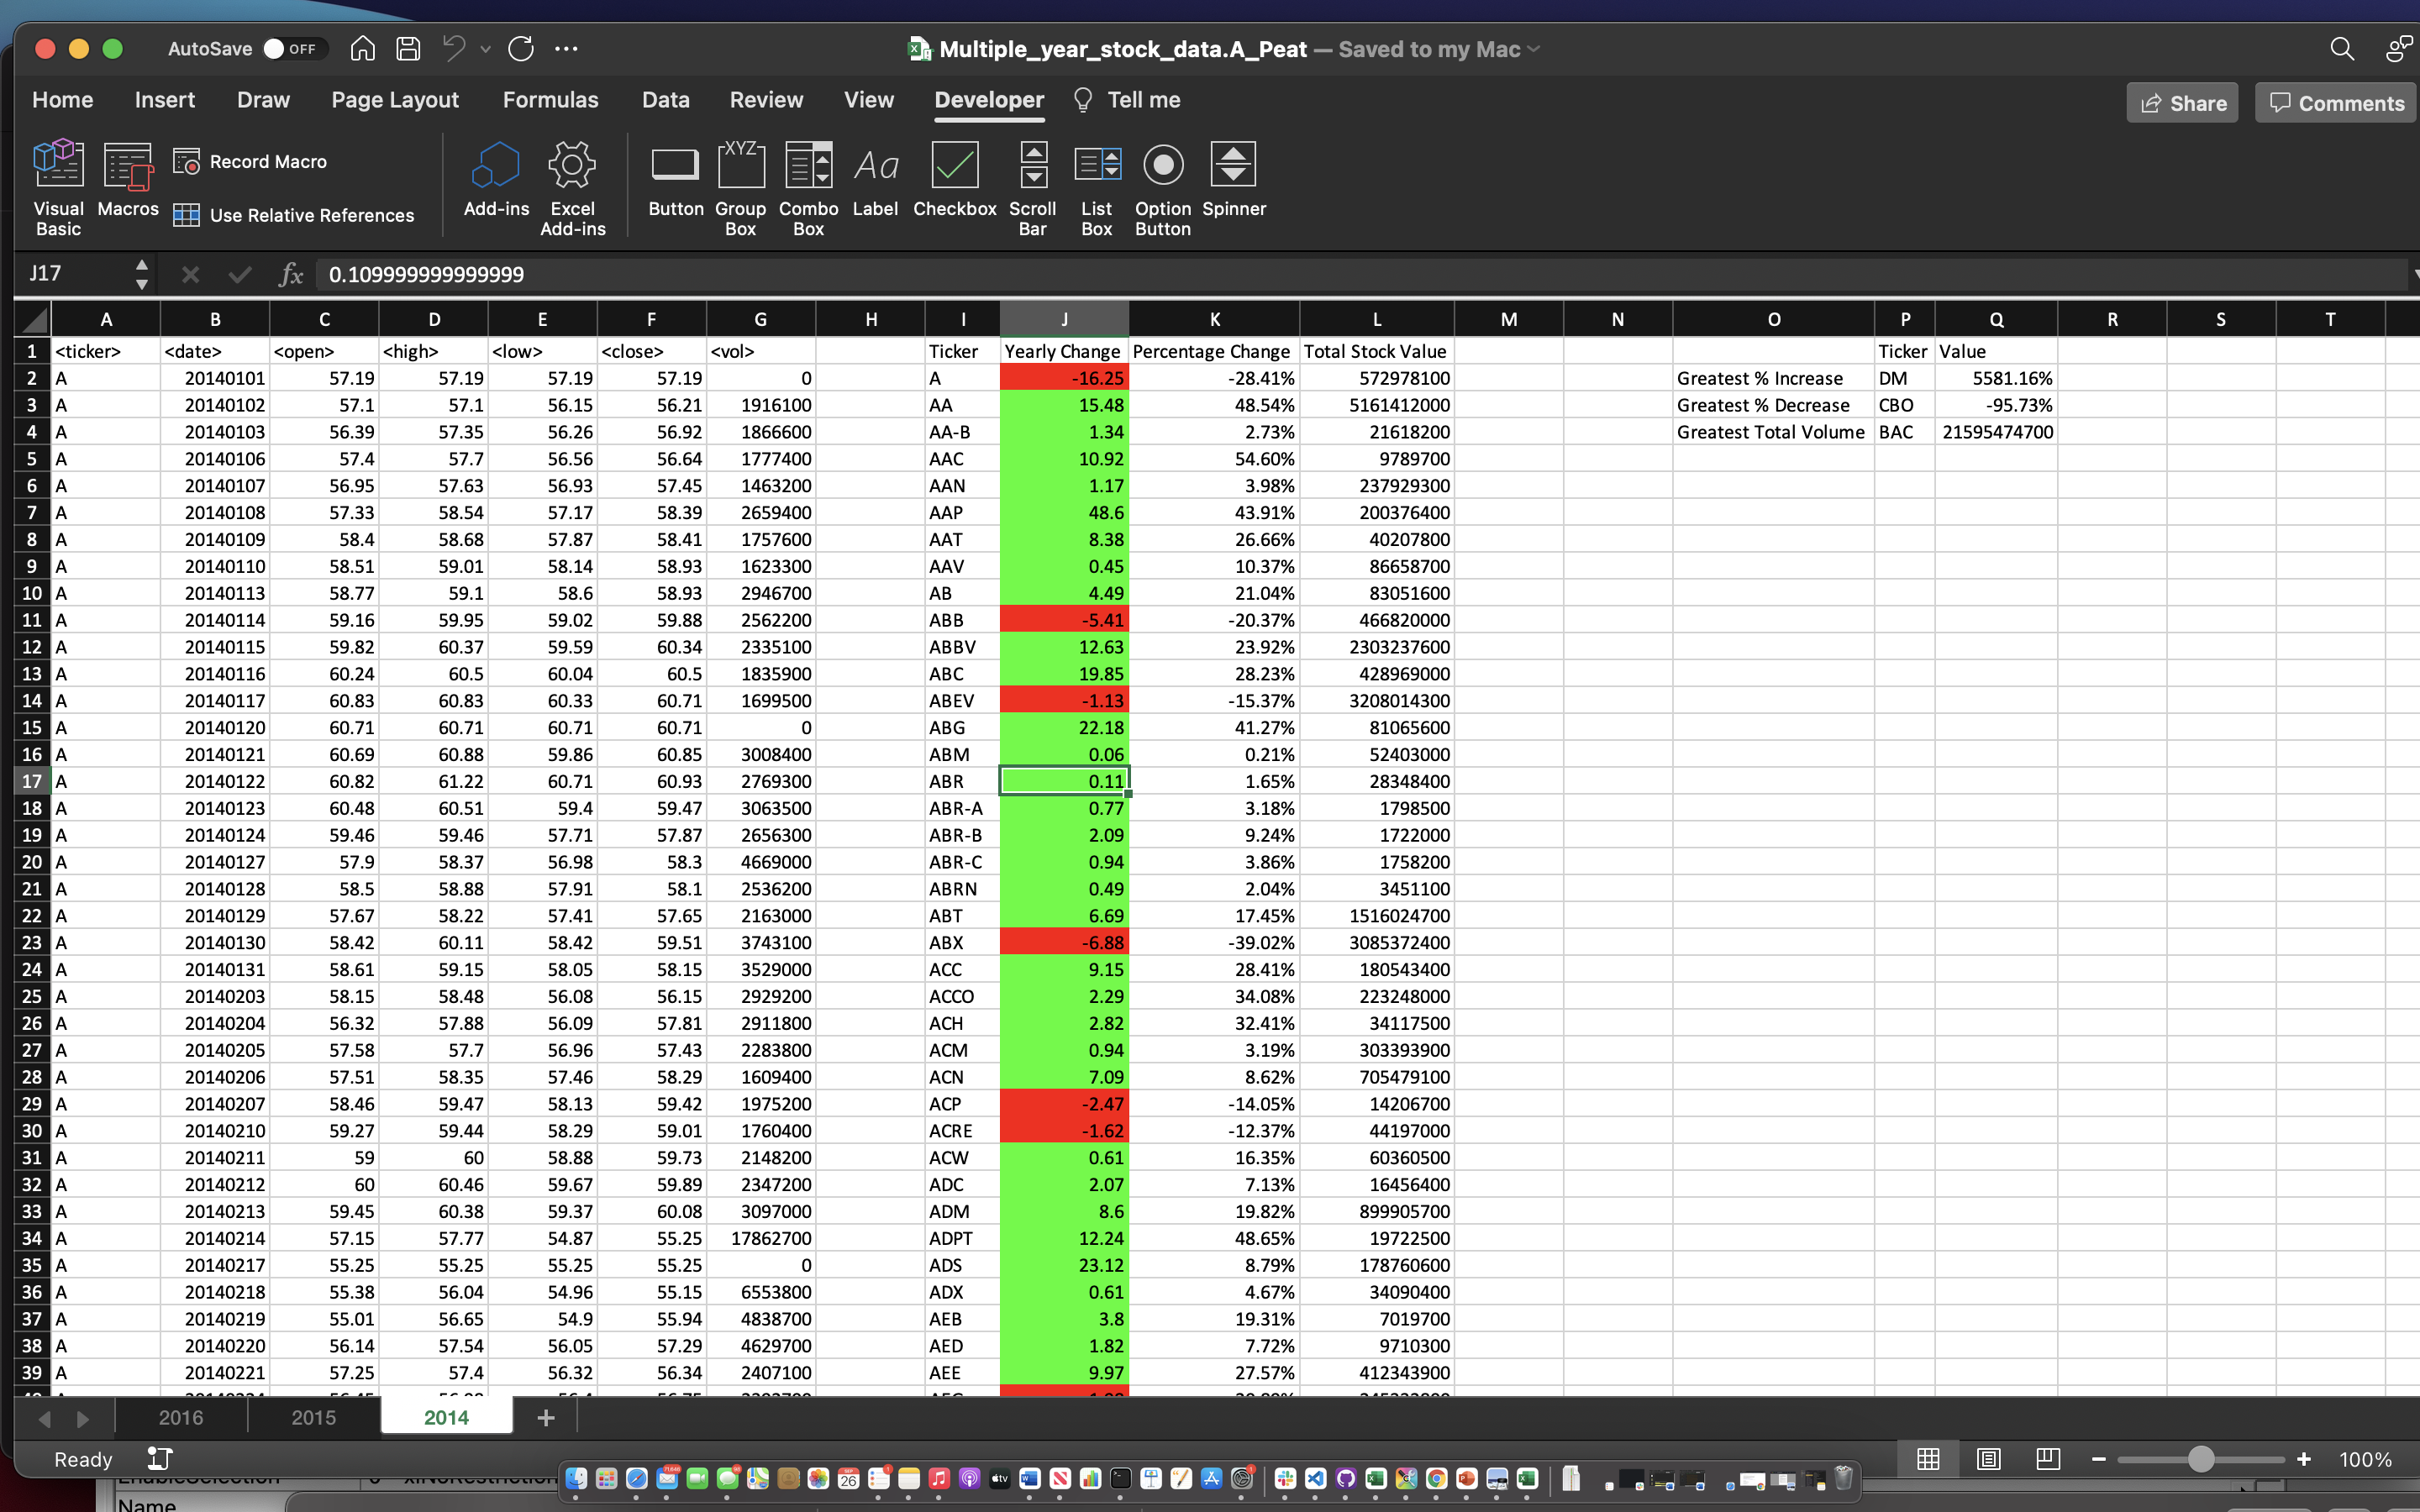 AutoSave OFF Multiple_year_stock_data.A_Peat — Saved to my Mac
Home Insert Draw Page Layout Formulas Data Review View Developer Tell me Share Comments
Visual Basic Macros Record Macro Use Relative References Add-ins Excel Add-ins Button Group Box Combo Box Label Checkbox Scroll Bar List Box Option Button Spinner
J17 fx 0.109999999999999
A B C D E F G H I J K L M N O P Q R S T
1 <ticker> <date> <open> <high> <low> <close> <vol> Ticker Yearly Change Percentage Change Total Stock Value Ticker Value
2 A 20140101 57.19 57.19 57.19 57.19 0 A -16.25 -28.41% 572978100 Greatest % Increase DM 5581.16%
3 A 20140102 57.1 57.1 56.15 56.21 1916100 AA 15.48 48.54% 5161412000 Greatest % Decrease CBO -95.73%
4 A 20140103 56.39 57.35 56.26 56.92 1866600 AA-B 1.34 2.73% 21618200 Greatest Total Volume BAC 21595474700
5 A 20140106 57.4 57.7 56.56 56.64 1777400 AAC 10.92 54.60% 9789700
6 A 20140107 56.95 57.63 56.93 57.45 1463200 AAN 1.17 3.98% 237929300
7 A 20140108 57.33 58.54 57.17 58.39 2659400 AAP 48.6 43.91% 200376400
8 A 20140109 58.4 58.68 57.87 58.41 1757600 AAT 8.38 26.66% 40207800
9 A 20140110 58.51 59.01 58.14 58.93 1623300 AAV 0.45 10.37% 86658700
10 A 20140113 58.77 59.1 58.6 58.93 2946700 AB 4.49 21.04% 83051600
11 A 20140114 59.16 59.95 59.02 59.88 2562200 ABB -5.41 -20.37% 466820000
12 A 20140115 59.82 60.37 59.59 60.34 2335100 ABBV 12.63 23.92% 2303237600
13 A 20140116 60.24 60.5 60.04 60.5 1835900 ABC 19.85 28.23% 428969000
14 A 20140117 60.83 60.83 60.33 60.71 1699500 ABEV -1.13 -15.37% 3208014300
15 A 20140120 60.71 60.71 60.71 60.71 0 ABG 22.18 41.27% 81065600
16 A 20140121 60.69 60.88 59.86 60.85 3008400 ABM 0.06 0.21% 52403000
17 A 20140122 60.82 61.22 60.71 60.93 2769300 ABR 0.11 1.65% 28348400
18 A 20140123 60.48 60.51 59.4 59.47 3063500 ABR-A 0.77 3.18% 1798500
19 A 20140124 59.46 59.46 57.71 57.87 2656300 ABR-B 2.09 9.24% 1722000
20 A 20140127 57.9 58.37 56.98 58.3 4669000 ABR-C 0.94 3.86% 1758200
21 A 20140128 58.5 58.88 57.91 58.1 2536200 ABRN 0.49 2.04% 3451100
22 A 20140129 57.67 58.22 57.41 57.65 2163000 ABT 6.69 17.45% 1516024700
23 A 20140130 58.42 60.11 58.42 59.51 3743100 ABX -6.88 -39.02% 3085372400
24 A 20140131 58.61 59.15 58.05 58.15 3529000 ACC 9.15 28.41% 180543400
25 A 20140203 58.15 58.48 56.08 56.15 2929200 ACCO 2.29 34.08% 223248000
26 A 20140204 56.32 57.88 56.09 57.81 2911800 ACH 2.82 32.41% 34117500
27 A 20140205 57.58 57.7 56.96 57.43 2283800 ACM 0.94 3.19% 303393900
28 A 20140206 57.51 58.35 57.46 58.29 1609400 ACN 7.09 8.62% 705479100
29 A 20140207 58.46 59.47 58.13 59.42 1975200 ACP -2.47 -14.05% 14206700
30 A 20140210 59.27 59.44 58.29 59.01 1760400 ACRE -1.62 -12.37% 44197000
31 A 20140211 59 60 58.88 59.73 2148200 ACW 0.61 16.35% 60360500
32 A 20140212 60 60.46 59.67 59.89 2347200 ADC 2.07 7.13% 16456400
33 A 20140213 59.45 60.38 59.37 60.08 3097000 ADM 8.6 19.82% 899905700
34 A 20140214 57.15 57.77 54.87 55.25 17862700 ADPT 12.24 48.65% 19722500
35 A 20140217 55.25 55.25 55.25 55.25 0 ADS 23.12 8.79% 178760600
36 A 20140218 55.38 56.04 54.96 55.15 6553800 ADX 0.61 4.67% 34090400
37 A 20140219 55.01 56.65 54.9 55.94 4838700 AEB 3.8 19.31% 7019700
38 A 20140220 56.14 57.54 56.05 57.29 4629700 AED 1.82 7.72% 9710300
39 A 20140221 57.25 57.4 56.32 56.34 2407100 AEE 9.97 27.57% 412343900
2016 2015 2014
Ready 100%
Name